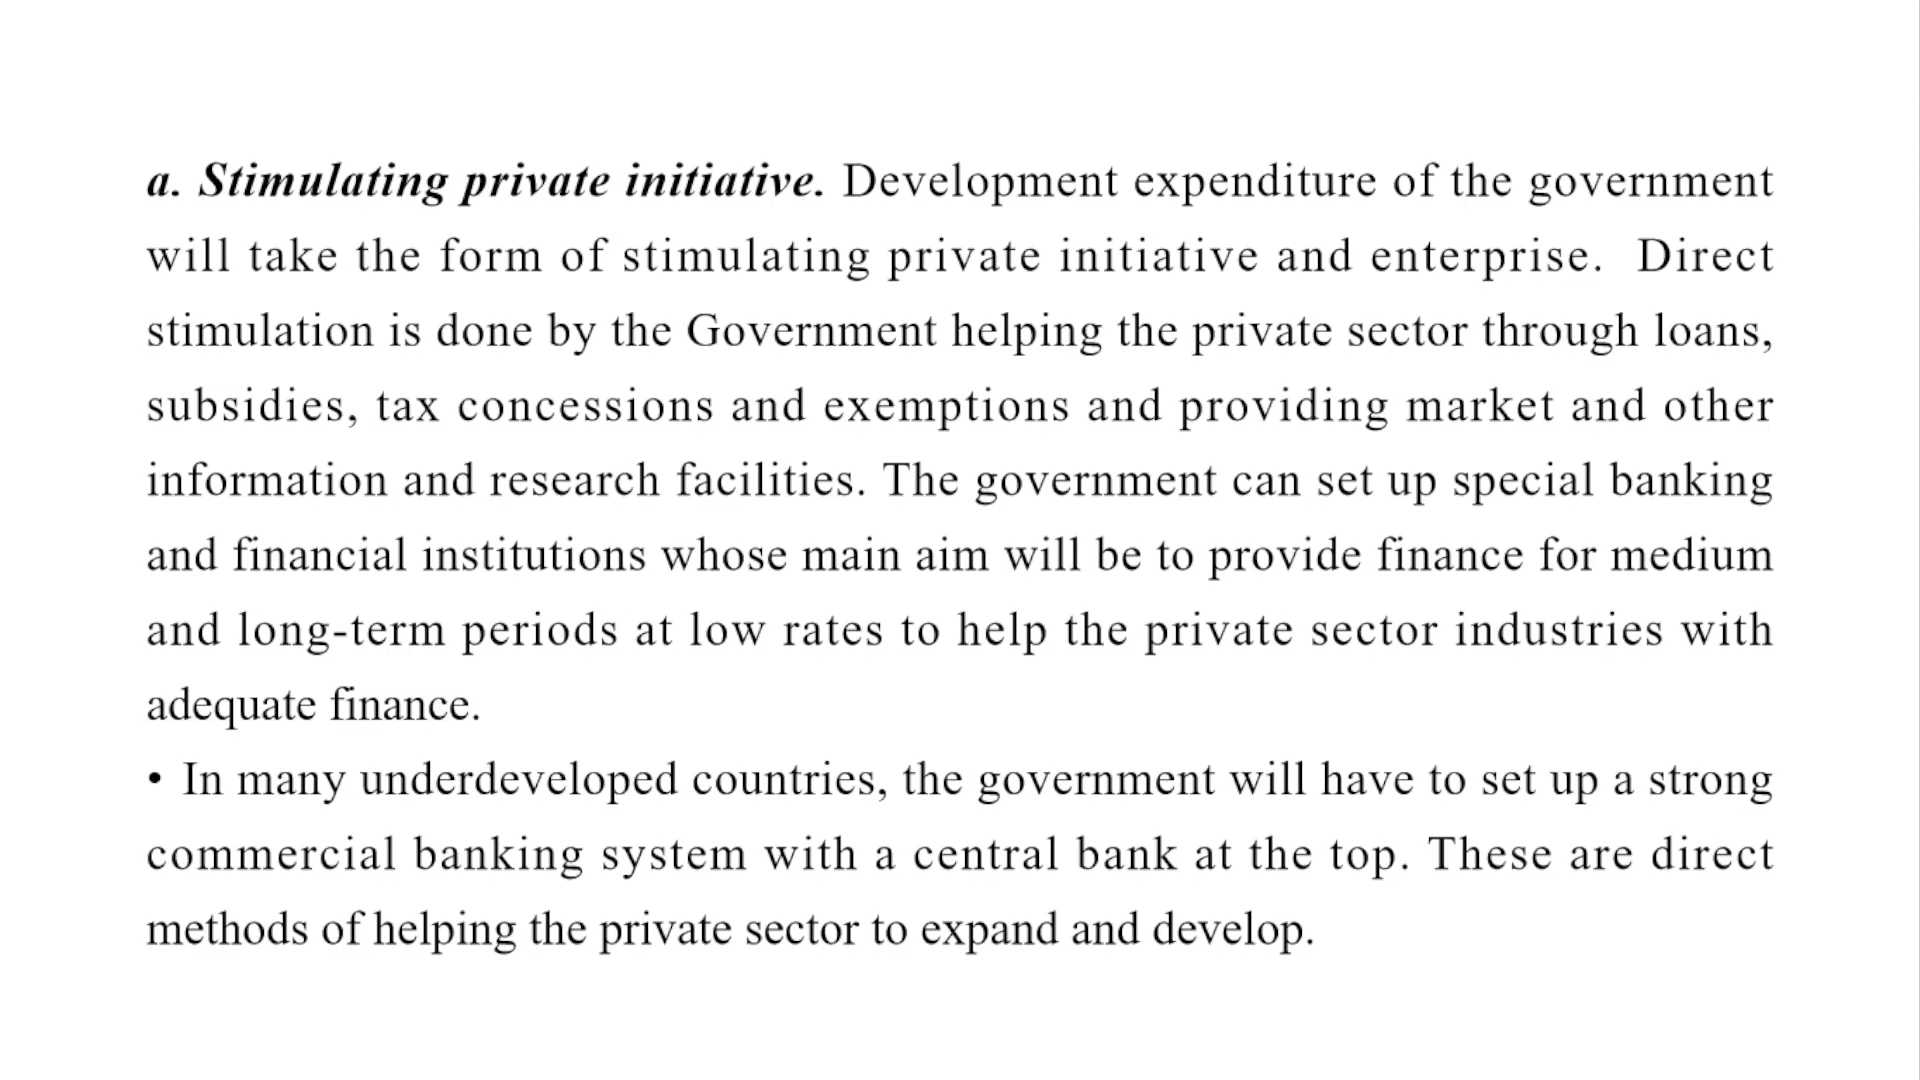 a. Stimulating private initiative. Development expenditure of the government
will take the form of stimulating private initiative and enterprise.  Direct
stimulation is done by the Government helping the private sector through loans,
subsidies, tax concessions and exemptions and providing market and other
information and research facilities. The government can set up special banking
and financial institutions whose main aim will be to provide finance for medium
and long-term periods at low rates to help the private sector industries with
adequate finance.
• In many underdeveloped countries, the government will have to set up a strong
commercial banking system with a central bank at the top. These are direct
methods of helping the private sector to expand and develop.